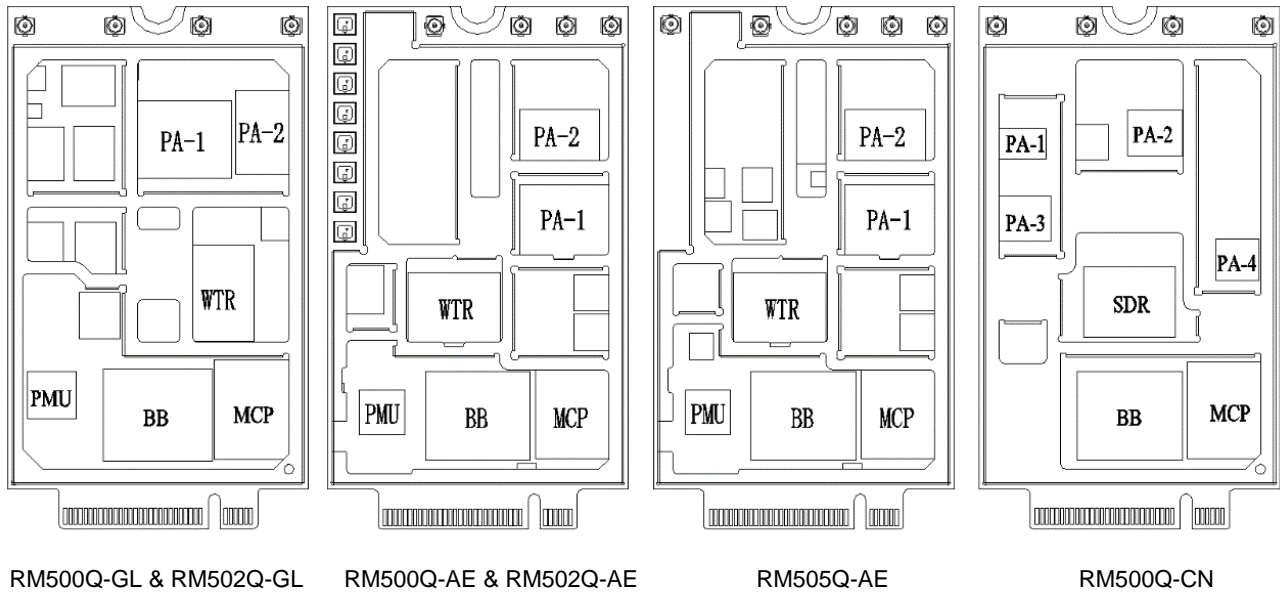 PA-1
PA-2
WTR
PMU
BB
MCP
RM500Q-GL & RM502Q-GL
PA-2
PA-1
WTR
PMU
BB
MCP
RM500Q-AE & RM502Q-AE
PA-2
PA-1
WTR
PMU
BB
MCP
RM505Q-AE
PA-1
PA-2
PA-3
PA-4
SDR
BB
MCP
RM500Q-CN